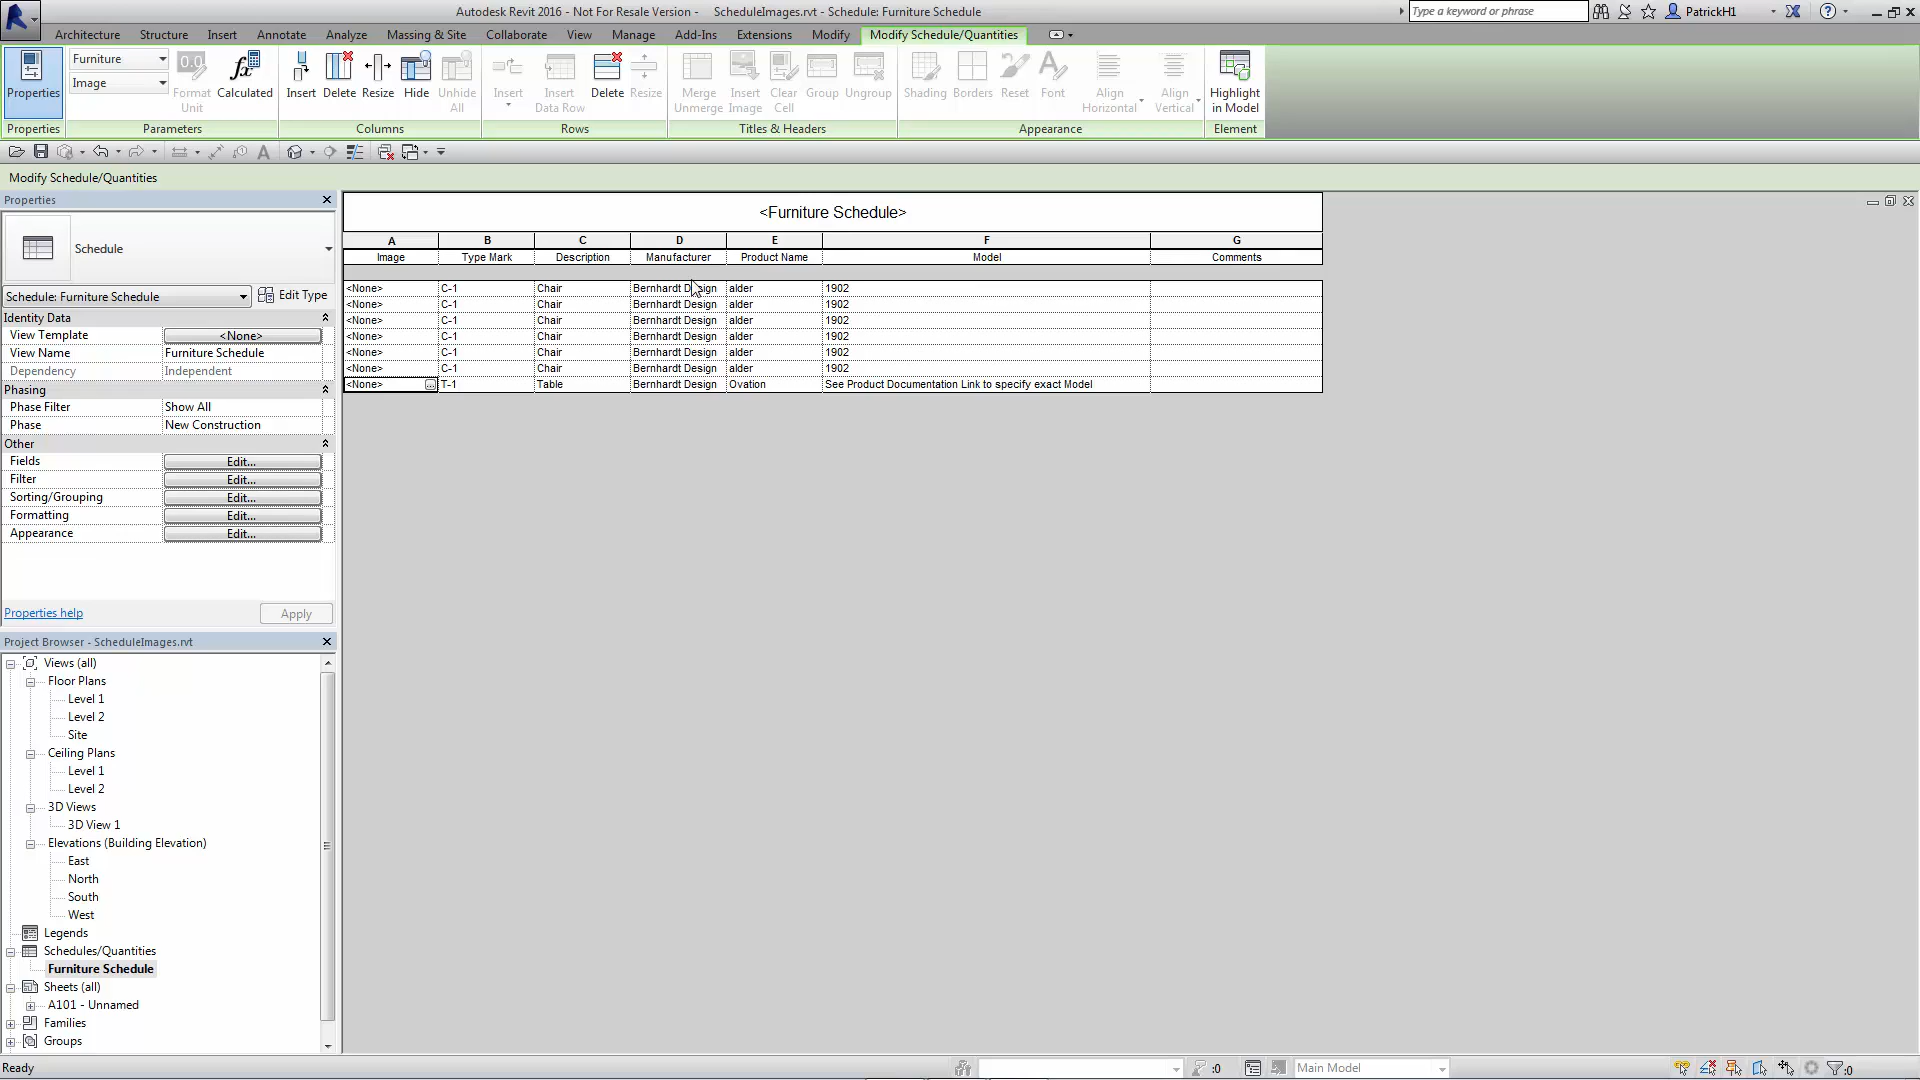 Autodesk Revit 2016 - Not For Resale Version - ScheduleImages.rvt - Schedule: Furniture Schedule
Type a keyword or phrase
PatrickH1
Architecture Structure Insert Annotate Analyze Massing & Site Collaborate View Manage Add-Ins Extensions Modify Modify Schedule/Quantities
Furniture
Image
Properties
Format Unit
Calculated
Insert Delete Resize Hide Unhide All
Insert
Insert Data Row
Delete Resize
Merge Unmerge
Insert Image
Clear Cell
Group Ungroup
Shading Borders Reset Font
Align Horizontal
Align Vertical
Highlight in Model
Properties Parameters Columns Rows Titles & Headers Appearance Element
Modify Schedule/Quantities
Properties
Schedule
Schedule: Furniture Schedule Edit Type
Identity Data
View Template <None>
View Name Furniture Schedule
Dependency Independent
Phasing
Phase Filter Show All
Phase New Construction
Other
Fields Edit...
Filter Edit...
Sorting/Grouping Edit...
Formatting Edit...
Appearance Edit...
Properties help Apply
Project Browser - ScheduleImages.rvt
Views (all)
Floor Plans
Level 1
Level 2
Site
Ceiling Plans
Level 1
Level 2
3D Views
3D View 1
Elevations (Building Elevation)
East
North
South
West
Legends
Schedules/Quantities
Furniture Schedule
Sheets (all)
A101 - Unnamed
Families
Groups
<Furniture Schedule>
A B C D E F G
Image Type Mark Description Manufacturer Product Name Model Comments
<None> C-1 Chair Bernhardt Design alder 1902
<None> C-1 Chair Bernhardt Design alder 1902
<None> C-1 Chair Bernhardt Design alder 1902
<None> C-1 Chair Bernhardt Design alder 1902
<None> C-1 Chair Bernhardt Design alder 1902
<None> C-1 Chair Bernhardt Design alder 1902
<None> ... T-1 Table Bernhardt Design Ovation See Product Documentation Link to specify exact Model
Ready :0 Main Model :0